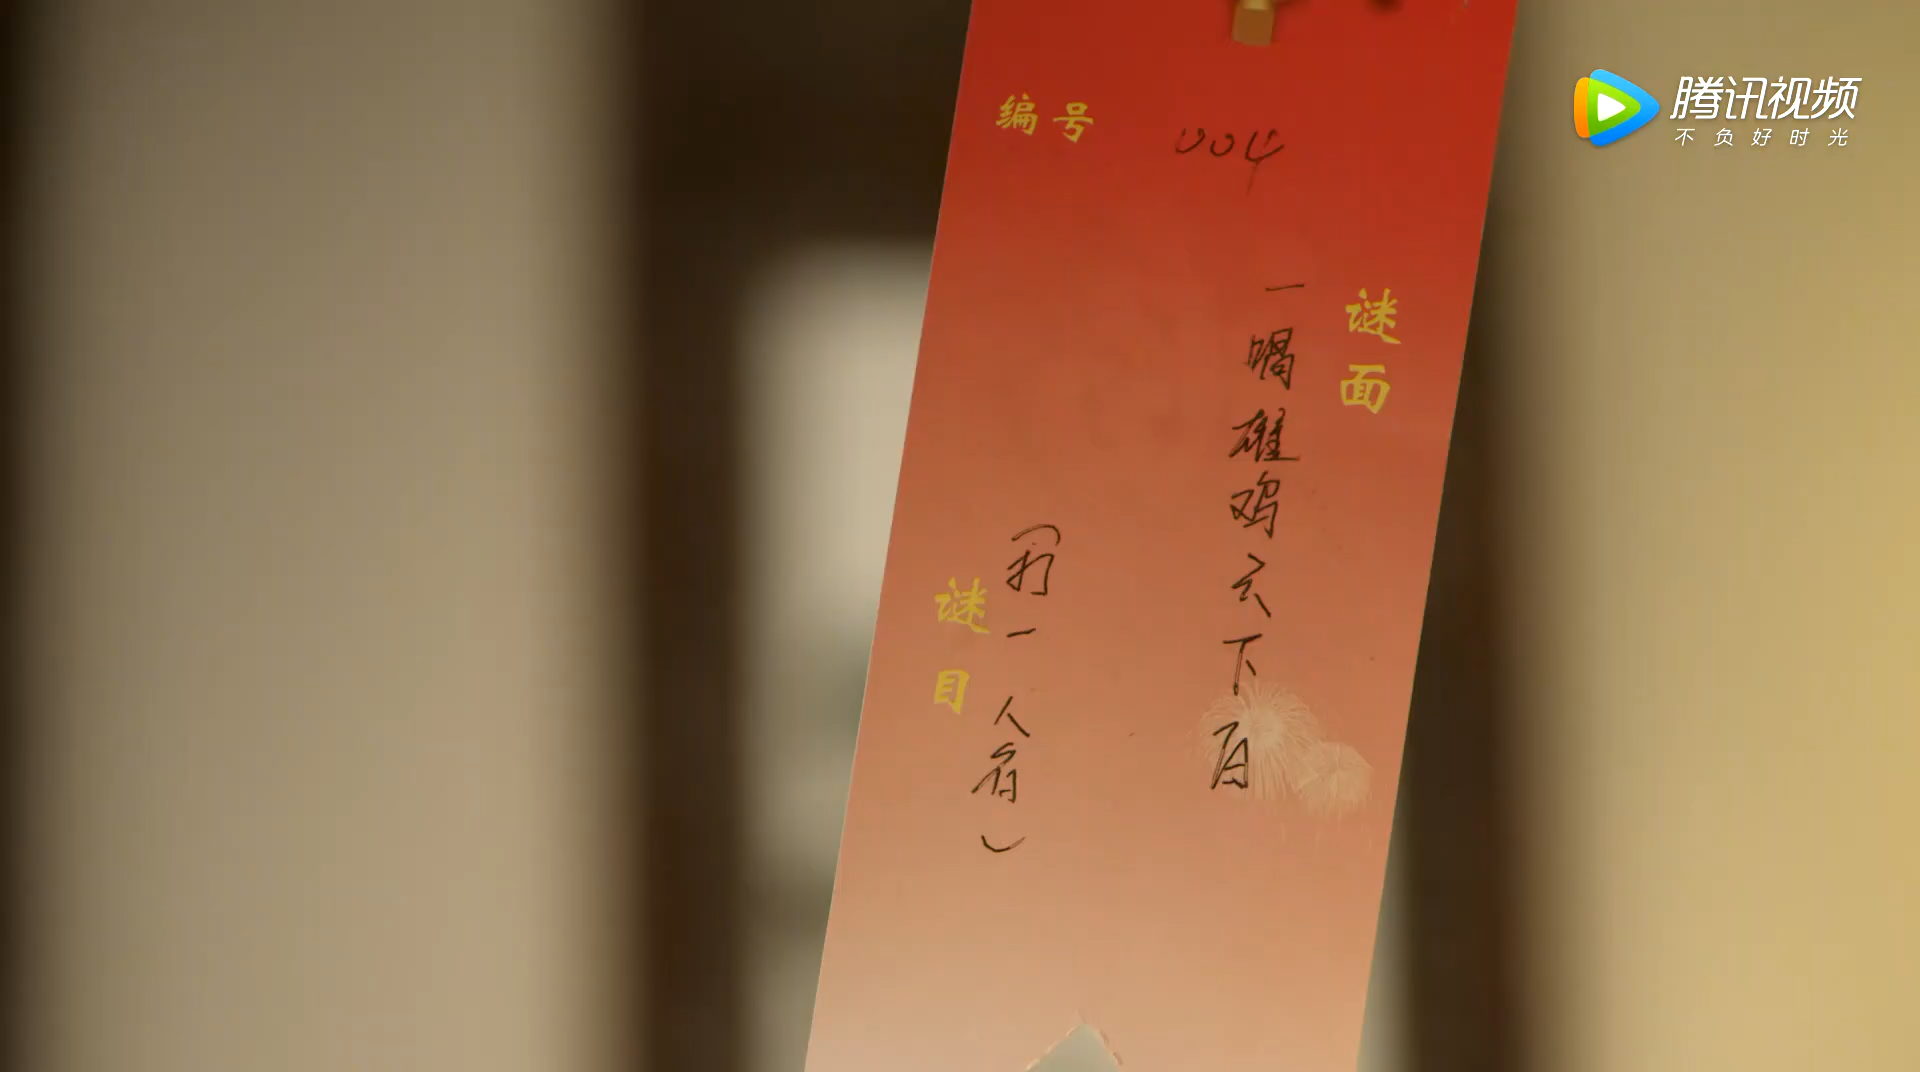 腾讯视频
不负好时光
编号 004
谜面
一唱雄鸡天下白
谜目
(打一人名)